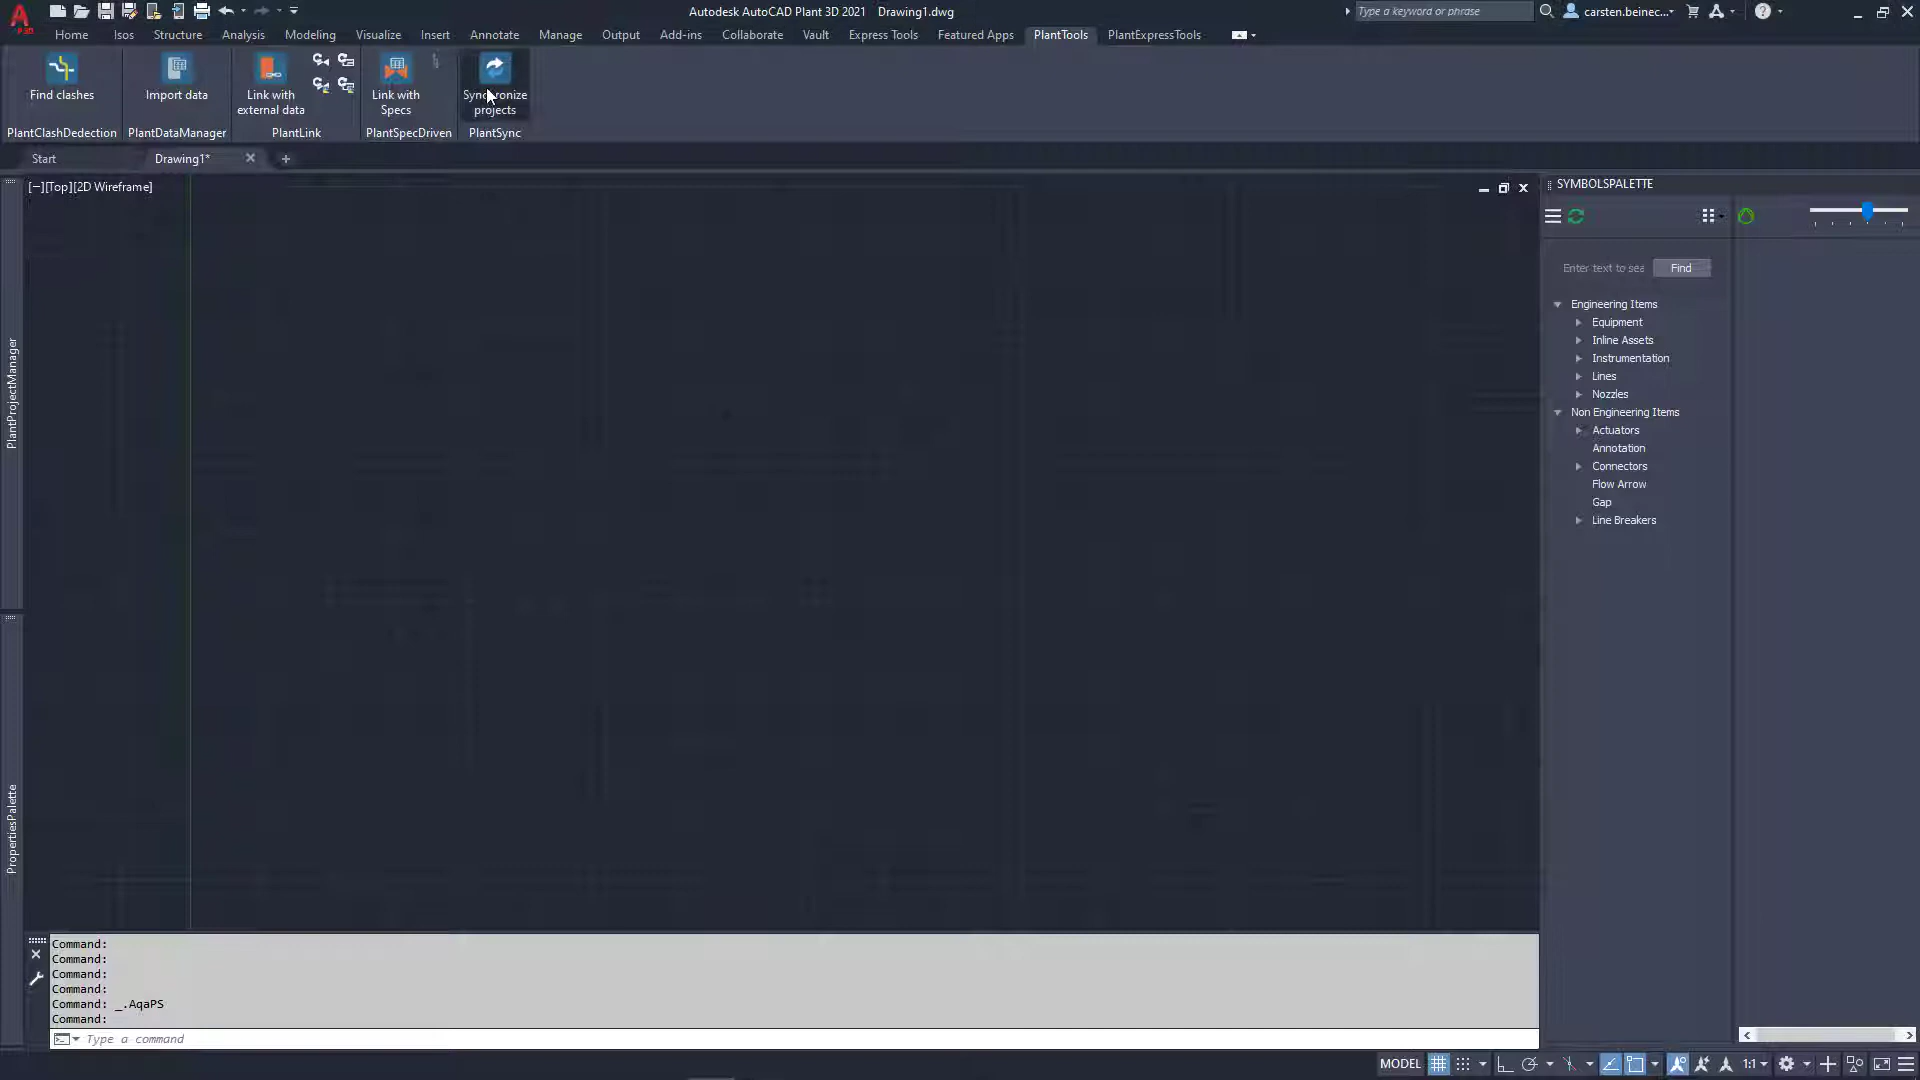 Autodesk AutoCAD Plant 3D 2021 Drawing1.dwg
Type a keyword or phrase
carsten.beinec...
Home Isos Structure Analysis Modeling Visualize Insert Annotate Manage Output Add-ins Collaborate Vault Express Tools Featured Apps PlantTools PlantExpressTools
Find clashes
Import data
Link with
external data
Link with
Specs
Synchronize
projects
PlantClashDedection PlantDataManager PlantLink PlantSpecDriven PlantSync
Start Drawing1*
[−][Top][2D Wireframe]
PlantProjectManager
PropertiesPalette
SYMBOLSPALETTE
Enter text to sea Find
Engineering Items
Equipment
Inline Assets
Instrumentation
Lines
Nozzles
Non Engineering Items
Actuators
Annotation
Connectors
Flow Arrow
Gap
Line Breakers
Command:
Command:
Command:
Command:
Command: _.AqaPS
Command:
Type a command
MODEL 1:1